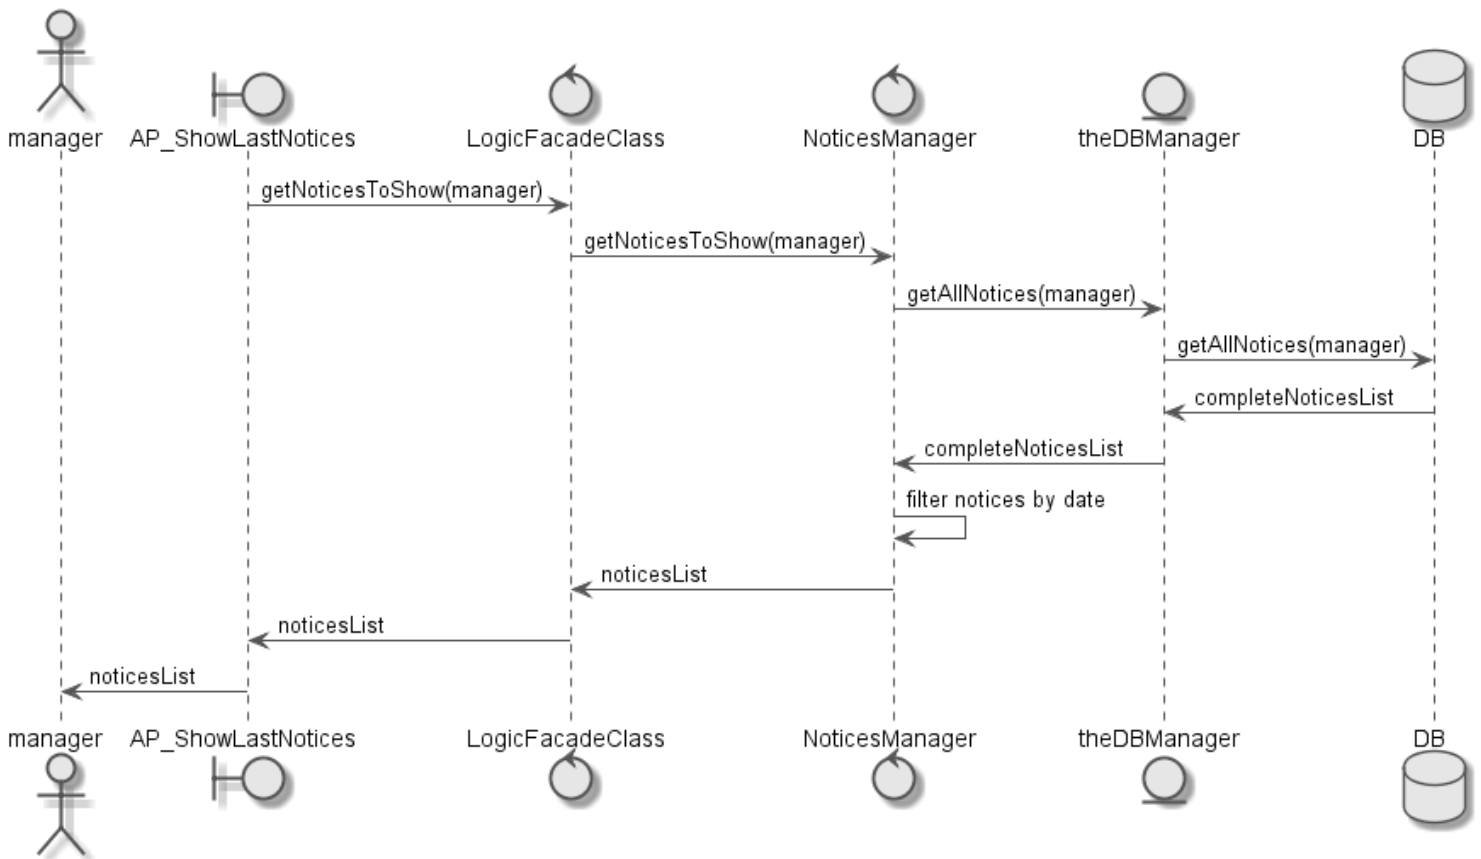 manager AP_ShowLastNotices LogicFacadeClass NoticesManager theDBManager DB
getNoticesToShow(manager)
getNoticesToShow(manager)
getAllNotices(manager)
getAllNotices(manager)
completeNoticesList
completeNoticesList
filter notices by date
noticesList
noticesList
noticesList
manager AP_ShowLastNotices LogicFacadeClass NoticesManager theDBManager DB